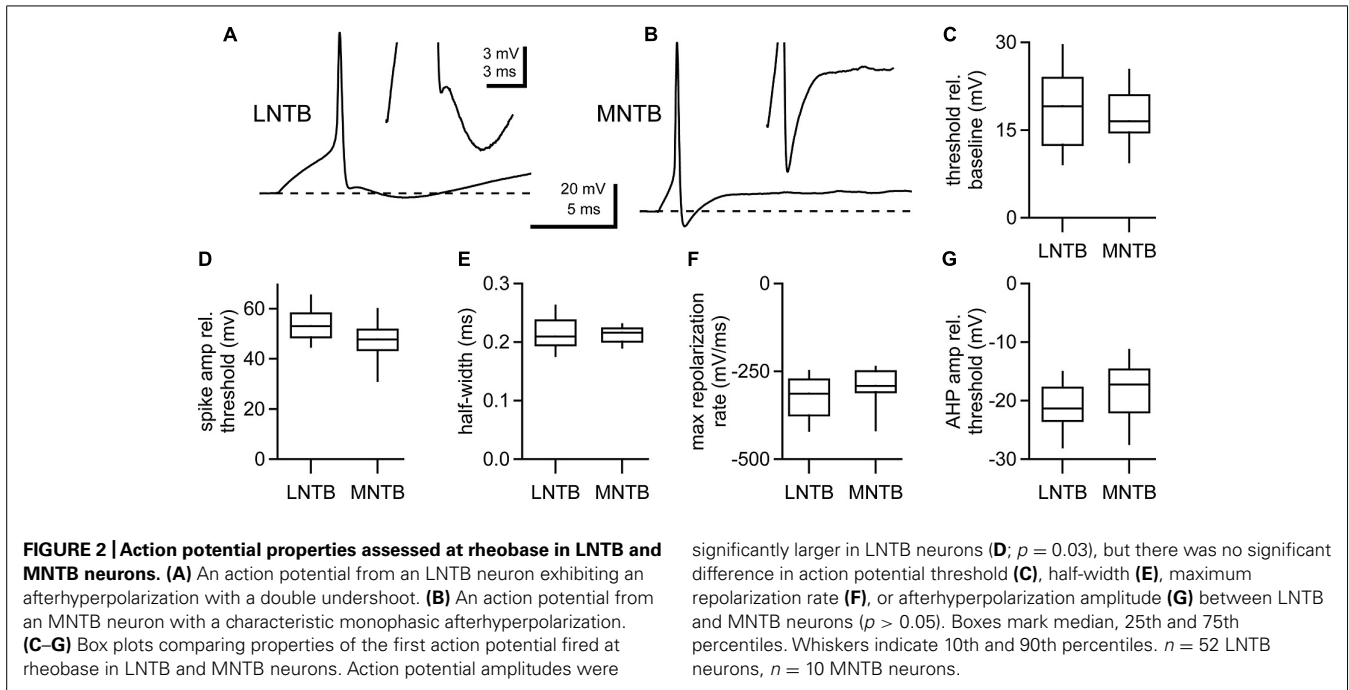 A
3 mV
3 ms
LNTB
20 mV
5 ms
B
MNTB
C
30
15
0
threshold rel.
baseline (mV)
LNTB MNTB
D
60
40
20
0
spike amp rel.
threshold (mv)
LNTB MNTB
E
0.3
0.2
0.1
0.0
half-width (ms)
LNTB MNTB
F
0
-250
-500
max repolarization
rate (mV/ms)
LNTB MNTB
G
-0
-10
-20
-30
AHP amp rel.
threshold (mV)
LNTB MNTB
FIGURE 2 | Action potential properties assessed at rheobase in LNTB and
MNTB neurons. (A) An action potential from an LNTB neuron exhibiting an
afterhyperpolarization with a double undershoot. (B) An action potential from
an MNTB neuron with a characteristic monophasic afterhyperpolarization.
(C–G) Box plots comparing properties of the first action potential fired at
rheobase in LNTB and MNTB neurons. Action potential amplitudes were
significantly larger in LNTB neurons (D; p = 0.03), but there was no significant
difference in action potential threshold (C), half-width (E), maximum
repolarization rate (F), or afterhyperpolarization amplitude (G) between LNTB
and MNTB neurons (p > 0.05). Boxes mark median, 25th and 75th
percentiles. Whiskers indicate 10th and 90th percentiles. n = 52 LNTB
neurons, n = 10 MNTB neurons.